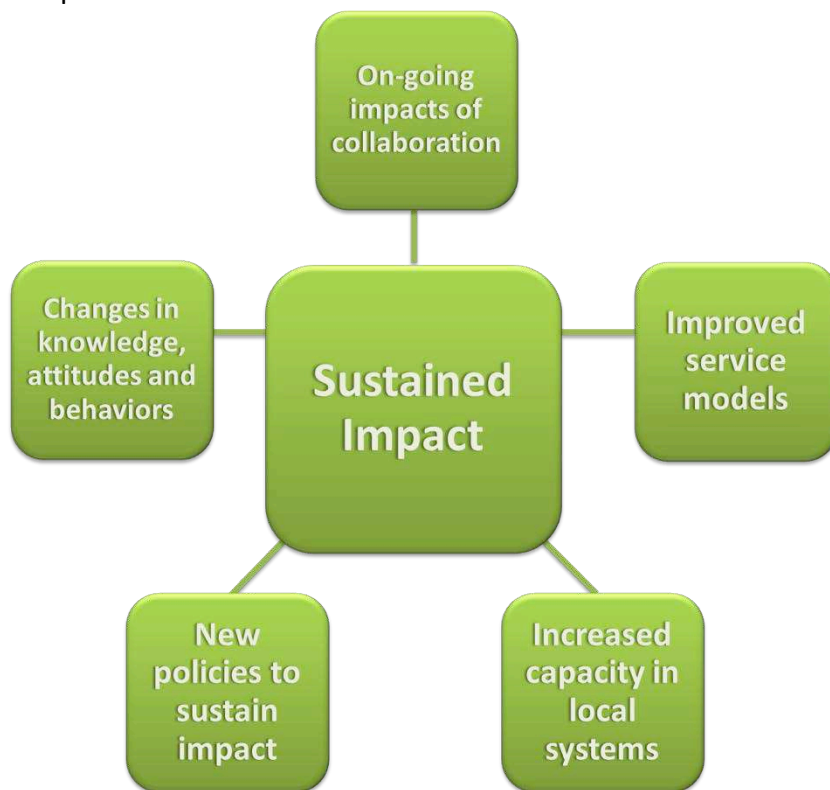 On-going
impacts of
collaboration
Changes in
knowledge,
attitudes and
behaviors
Sustained
Impact
Improved
service
models
New
policies to
sustain
impact
Increased
capacity in
local
systems